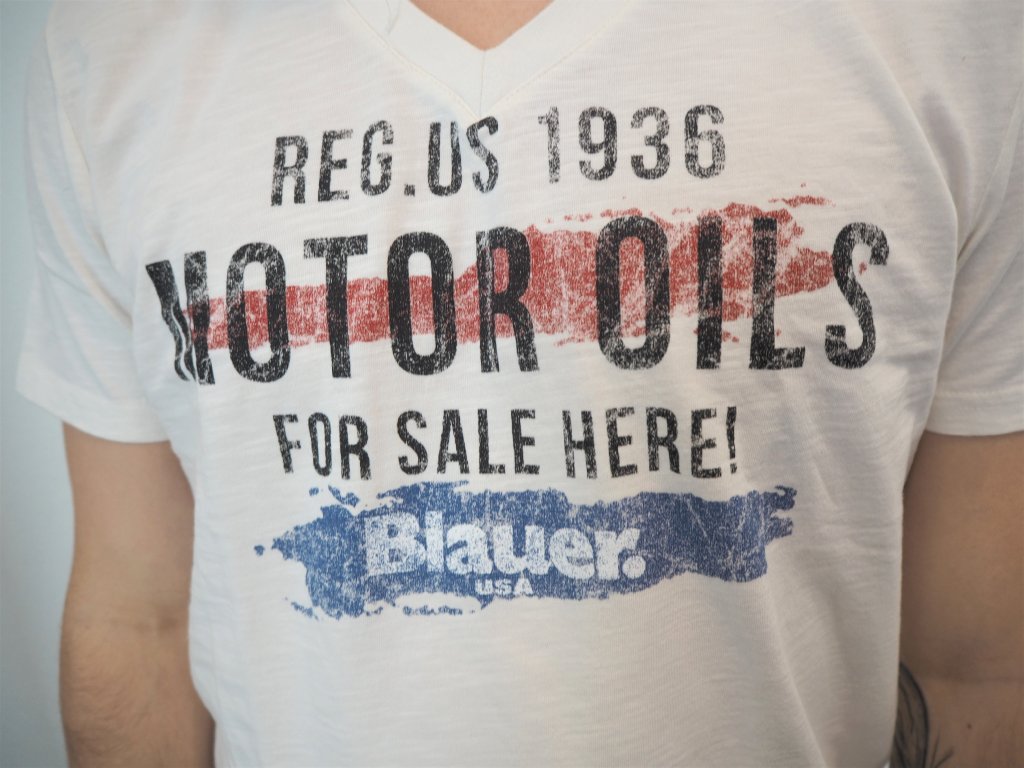 REG.US 1936
MOTOR OILS
FOR SALE HERE!
Blauer.
USA